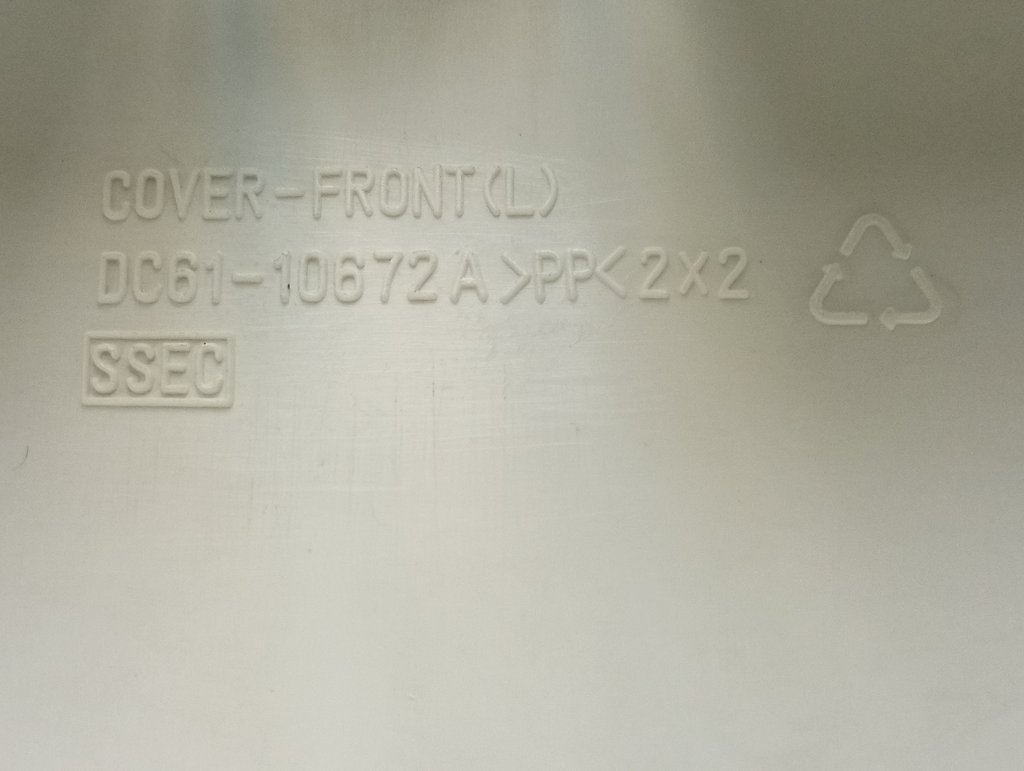 COVER-FRONT(L)
DC61-10672A >PP< 2X2
SSEC